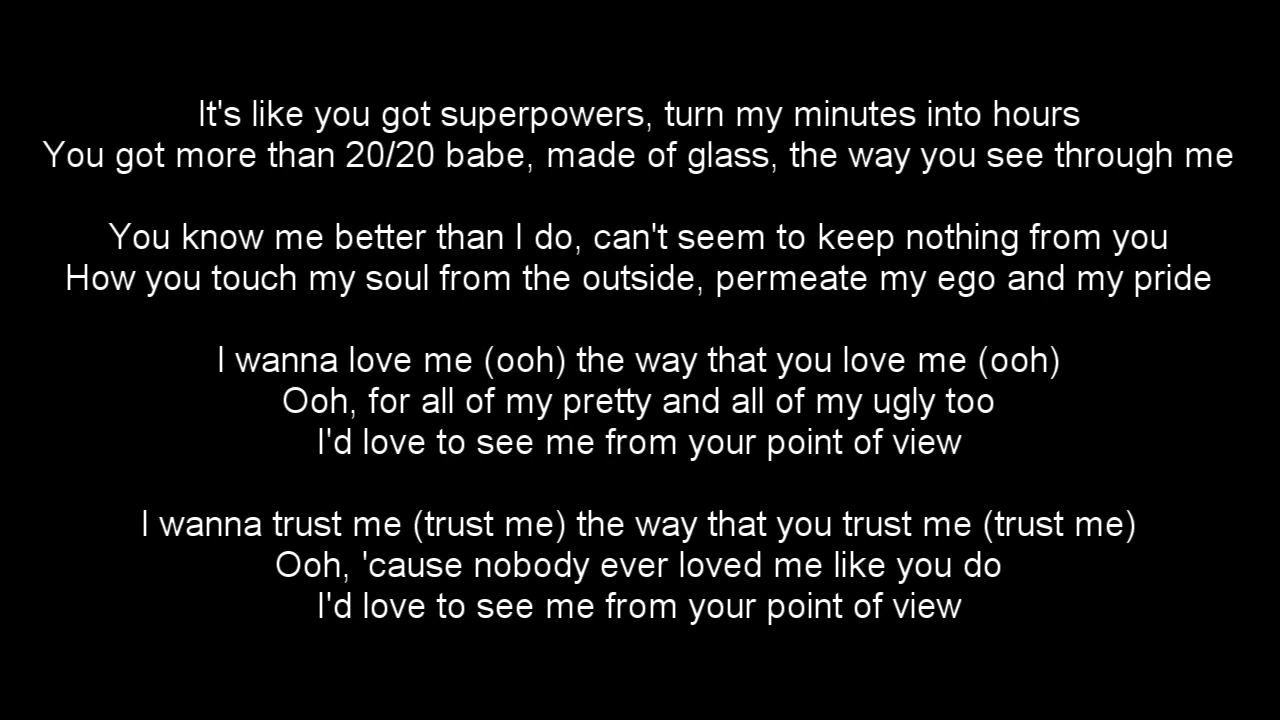 It's like you got superpowers, turn my minutes into hours
You got more than 20/20 babe, made of glass, the way you see through me
You know me better than I do, can't seem to keep nothing from you
How you touch my soul from the outside, permeate my ego and my pride
I wanna love me (ooh) the way that you love me (ooh)
Ooh, for all of my pretty and all of my ugly too
I'd love to see me from your point of view
I wanna trust me (trust me) the way that you trust me (trust me)
Ooh, 'cause nobody ever loved me like you do
I'd love to see me from your point of view